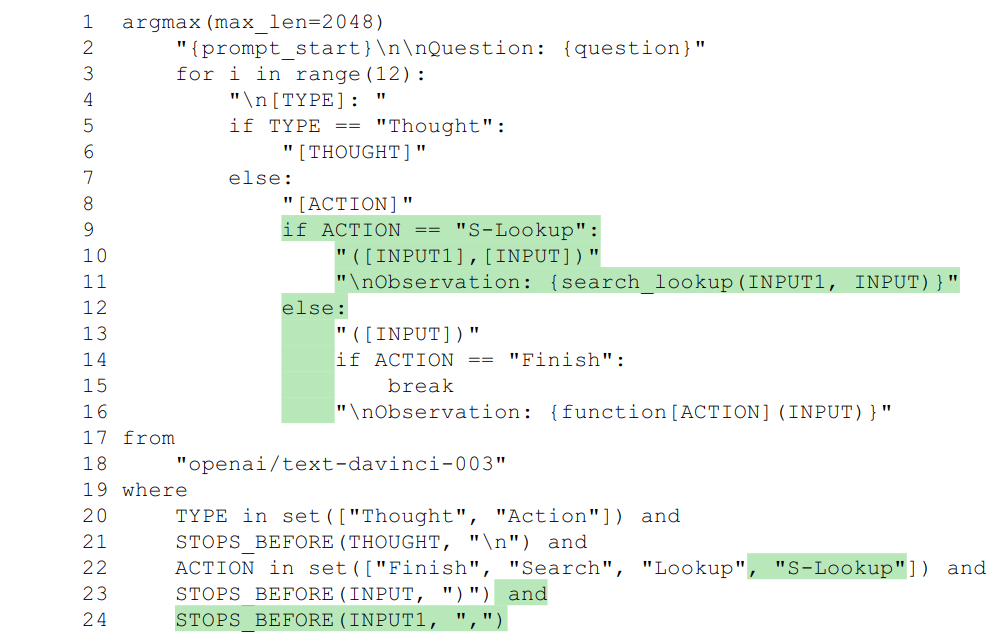 1 argmax(max_len=2048)
2     "{prompt_start}\n\nQuestion: {question}"
3     for i in range(12):
4         "\n[TYPE]: "
5         if TYPE == "Thought":
6             "[THOUGHT]"
7         else:
8             "[ACTION]"
9             if ACTION == "S-Lookup":
10                 "([INPUT1],[INPUT])"
11                 "\nObservation: {search_lookup(INPUT1, INPUT)}"
12             else:
13                 "([INPUT])"
14                 if ACTION == "Finish":
15                     break
16                 "\nObservation: {function[ACTION](INPUT)}"
17 from
18     "openai/text-davinci-003"
19 where
20     TYPE in set(["Thought", "Action"]) and
21     STOPS_BEFORE(THOUGHT, "\n") and
22     ACTION in set(["Finish", "Search", "Lookup", "S-Lookup"]) and
23     STOPS_BEFORE(INPUT, ")") and
24     STOPS_BEFORE(INPUT1, ",")